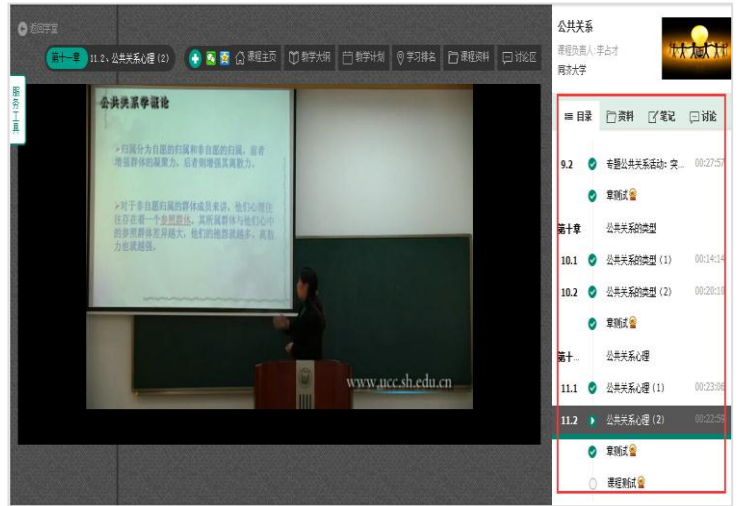 返回学堂
第十一章 11.2、公共关系心理（2） 课程主页 教学大纲 教学计划 学习排名 课程资料 讨论区
服务工具
公共关系学概论
➢归属分为自愿的归属和非自愿的归属，前者
增强群体的凝聚力，后者则增强其离散力。
➢对于非自愿归属的群体成员来讲，他们心理往
往存在着一个参照群体，其所属群体与他们心中
的参照群体差异越大，他们的抱怨就越多，离散
力也就越强。
www.ucc.sh.edu.cn
公共关系
课程负责人:李占才
同济大学
目录 资料 笔记 讨论
9.2 专题公共关系活动：突... 00:27:57
章测试
第十章 公共关系的类型
10.1 公共关系的类型（1） 00:14:14
10.2 公共关系的类型（2） 00:20:10
章测试
第十... 公共关系心理
11.1 公共关系心理（1） 00:23:06
11.2 公共关系心理（2） 00:22:59
章测试
课程测试